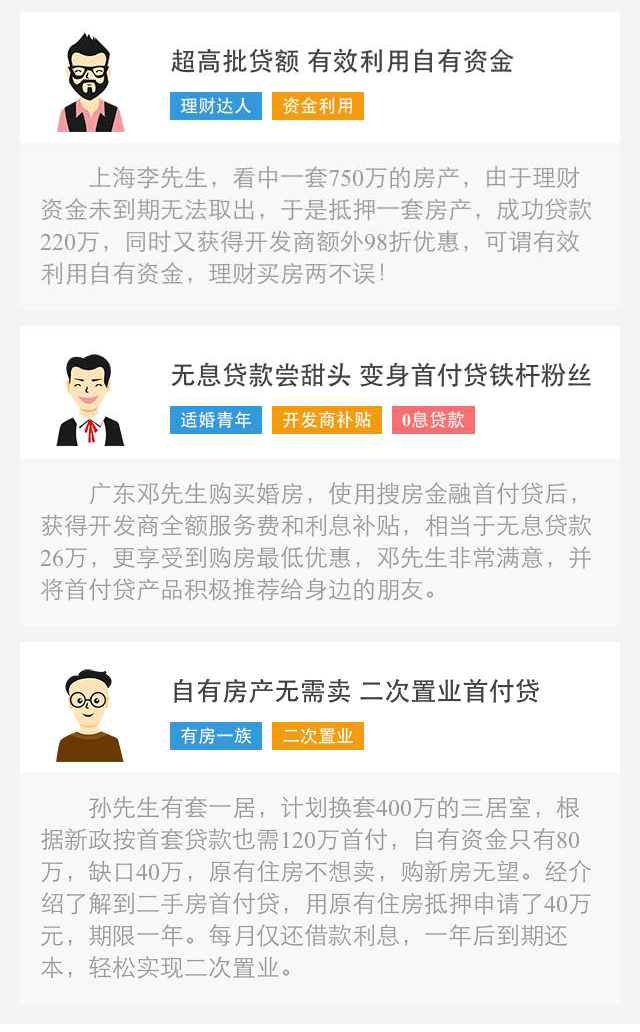 超高批贷额 有效利用自有资金
理财达人 资金利用
上海李先生，看中一套750万的房产，由于理财
资金未到期无法取出，于是抵押一套房产，成功贷款
220万，同时又获得开发商额外98折优惠，可谓有效
利用自有资金，理财买房两不误！
无息贷款尝甜头 变身首付贷铁杆粉丝
适婚青年 开发商补贴 0息贷款
广东邓先生购买婚房，使用搜房金融首付贷后，
获得开发商全额服务费和利息补贴，相当于无息贷款
26万，更享受到购房最低优惠，邓先生非常满意，并
将首付贷产品积极推荐给身边的朋友。
自有房产无需卖 二次置业首付贷
有房一族 二次置业
孙先生有套一居，计划换套400万的三居室，根
据新政按首套贷款也需120万首付，自有资金只有80
万，缺口40万，原有住房不想卖，购新房无望。经介
绍了解到二手房首付贷，用原有住房抵押申请了40万
元，期限一年。每月仅还借款利息，一年后到期还
本，轻松实现二次置业。